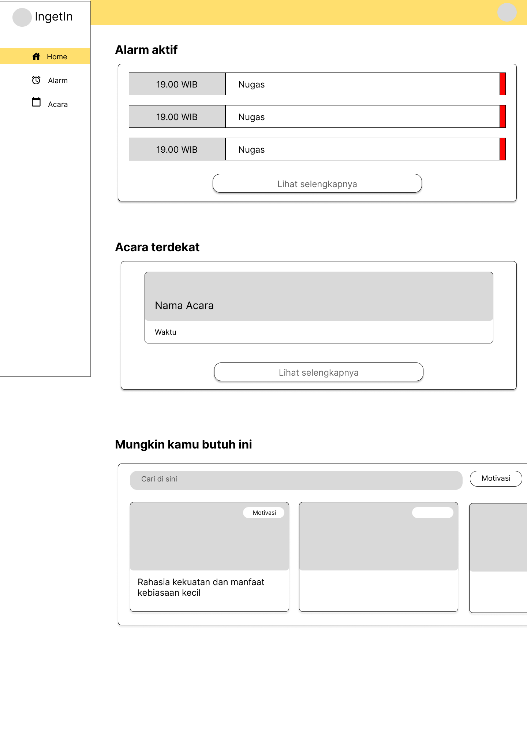 IngetIn
Home
Alarm
Acara
Alarm aktif
19.00 WIB Nugas
19.00 WIB Nugas
19.00 WIB Nugas
Lihat selengkapnya
Acara terdekat
Nama Acara
Waktu
Lihat selengkapnya
Mungkin kamu butuh ini
Cari di sini
Motivasi
Motivasi
Rahasia kekuatan dan manfaat
kebiasaan kecil